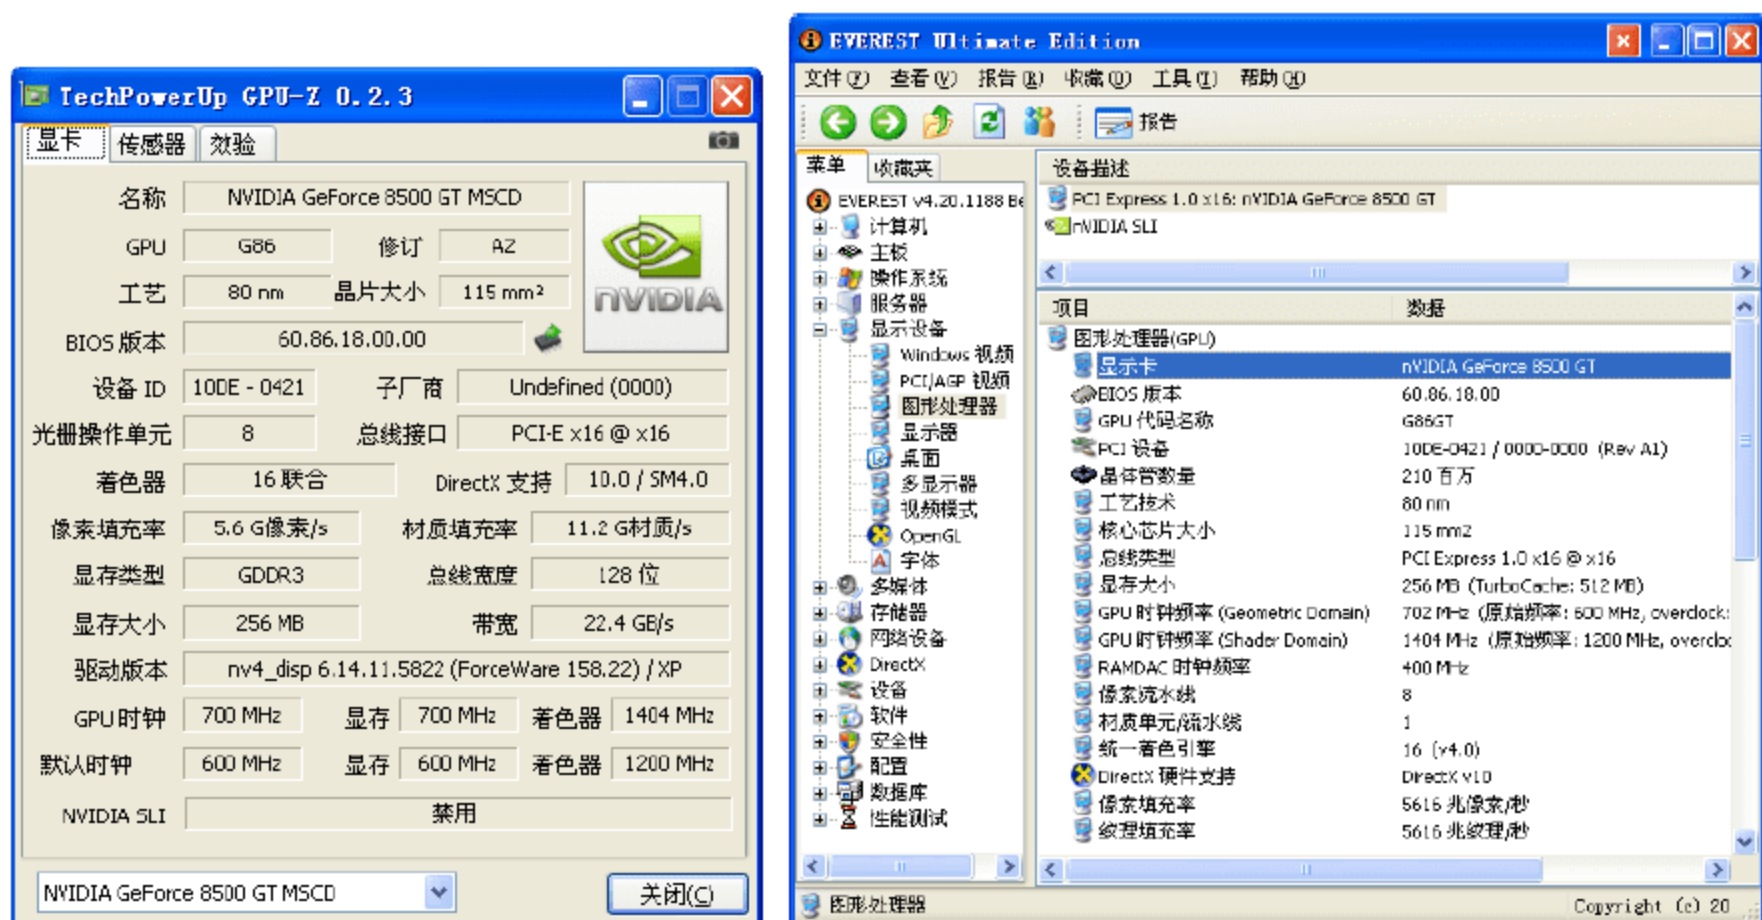 TechPowerUp GPU-Z 0.2.3
显卡 传感器 效验
名称 NVIDIA GeForce 8500 GT MSCD
GPU G86 修订 A2
工艺 80 nm 晶片大小 115 mm²
nVIDIA
BIOS 版本 60.86.18.00.00
设备 ID 10DE - 0421 子厂商 Undefined (0000)
光栅操作单元 8 总线接口 PCI-E x16 @ x16
着色器 16 联合 DirectX 支持 10.0 / SM4.0
像素填充率 5.6 G像素/s 材质填充率 11.2 G材质/s
显存类型 GDDR3 总线宽度 128 位
显存大小 256 MB 带宽 22.4 GB/s
驱动版本 nv4_disp 6.14.11.5822 (ForceWare 158.22) / XP
GPU 时钟 700 MHz 显存 700 MHz 着色器 1404 MHz
默认时钟 600 MHz 显存 600 MHz 着色器 1200 MHz
NVIDIA SLI 禁用
NVIDIA GeForce 8500 GT MSCD 关闭(C)
EVEREST Ultimate Edition
文件(F) 查看(V) 报告(R) 收藏(O) 工具(T) 帮助(H)
报告
菜单 收藏夹
EVEREST v4.20.1188 Be
计算机
主板
操作系统
服务器
显示设备
Windows 视频
PCI/AGP 视频
图形处理器
显示器
桌面
多显示器
视频模式
OpenGL
字体
多媒体
存储器
网络设备
DirectX
设备
软件
安全性
配置
数据库
性能测试
设备描述
PCI Express 1.0 x16: nVIDIA GeForce 8500 GT
nVIDIA SLI
项目 数据
图形处理器(GPU)
显示卡 nVIDIA GeForce 8500 GT
BIOS 版本 60.86.18.00
GPU 代码名称 G86GT
PCI 设备 10DE-0421 / 0000-0000 (Rev A1)
晶体管数量 210 百万
工艺技术 80 nm
核心芯片大小 115 mm2
总线类型 PCI Express 1.0 x16 @ x16
显存大小 256 MB (TurboCache: 512 MB)
GPU 时钟频率 (Geometric Domain) 702 MHz (原始频率: 600 MHz, overclock:
GPU 时钟频率 (Shader Domain) 1404 MHz (原始频率: 1200 MHz, overcloc
RAMDAC 时钟频率 400 MHz
像素流水线 8
材质单元/流水线 1
统一着色引擎 16 (v4.0)
DirectX 硬件支持 DirectX v10
像素填充率 5616 兆像素/秒
纹理填充率 5616 兆纹理/秒
图形处理器 Copyright (c) 20